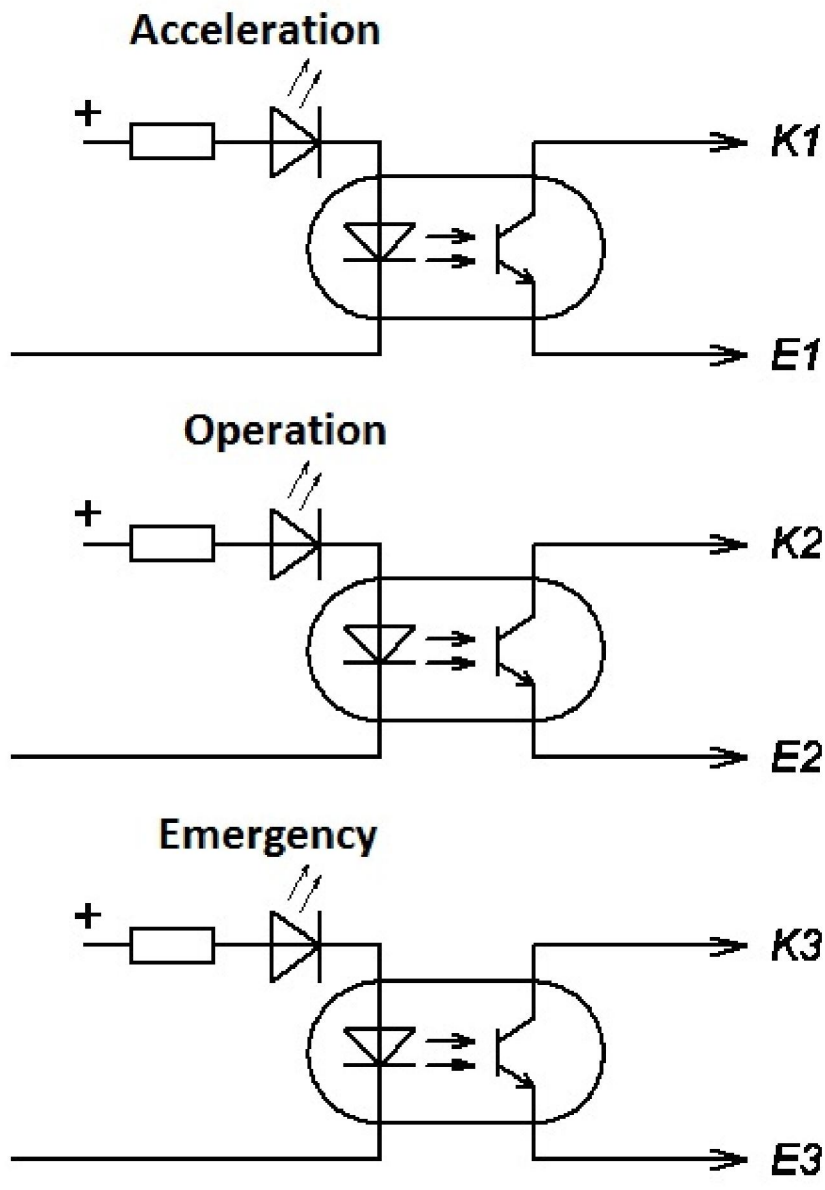 Acceleration
+
K1
E1
Operation
+
K2
E2
Emergency
+
K3
E3